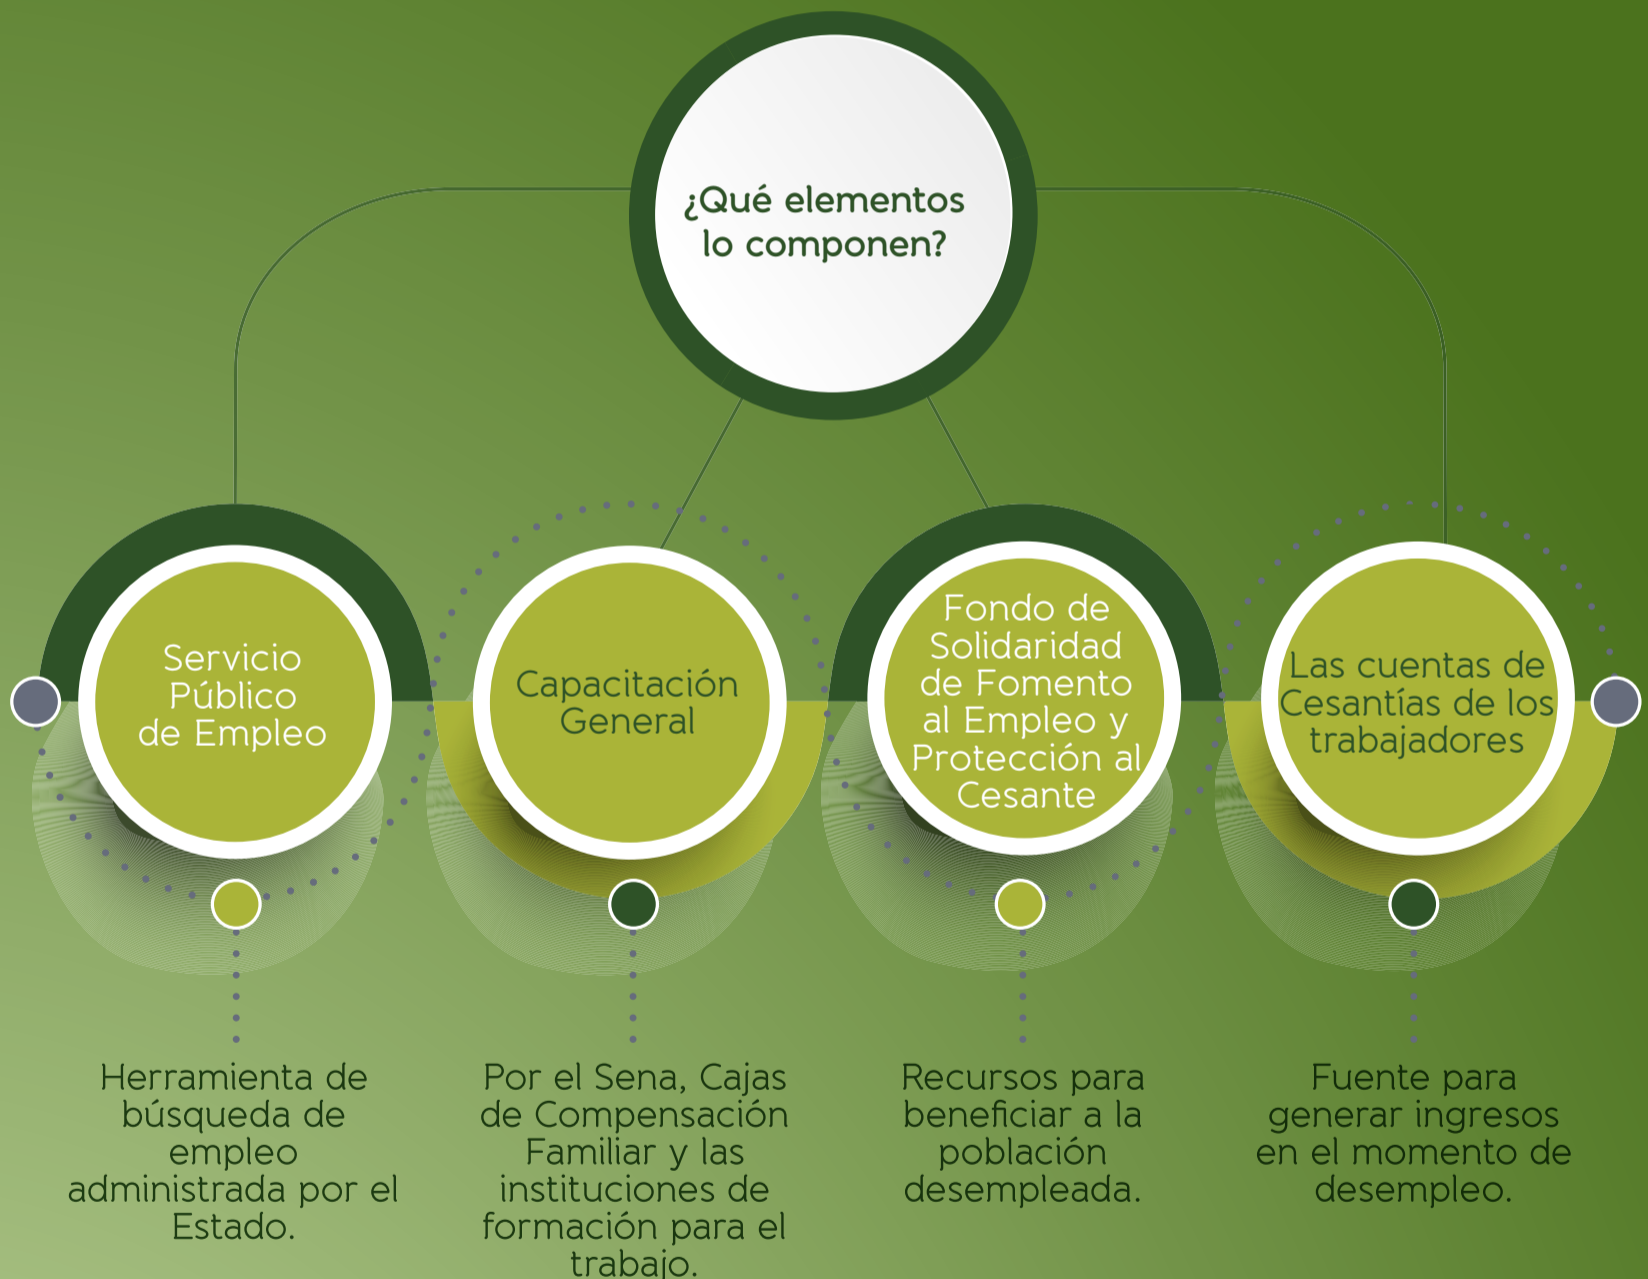 ¿Qué elementos
lo componen?
Servicio
Público
de Empleo
Capacitación
General
Fondo de
Solidaridad
de Fomento
al Empleo y
Protección al
Cesante
Las cuentas de
Cesantías de los
trabajadores
Herramienta de
búsqueda de
empleo
administrada por el
Estado.
Por el Sena, Cajas
de Compensación
Familiar y las
instituciones de
formación para el
trabajo.
Recursos para
beneficiar a la
población
desempleada.
Fuente para
generar ingresos
en el momento de
desempleo.